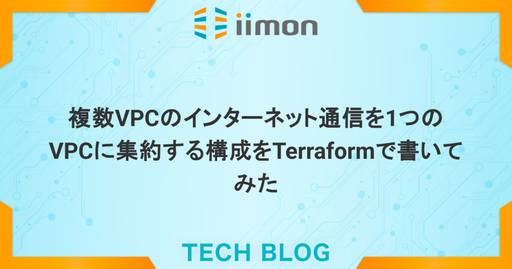 iimon
複数VPCのインターネット通信を1つの
VPCに集約する構成をTerraformで書いて
みた
TECH BLOG